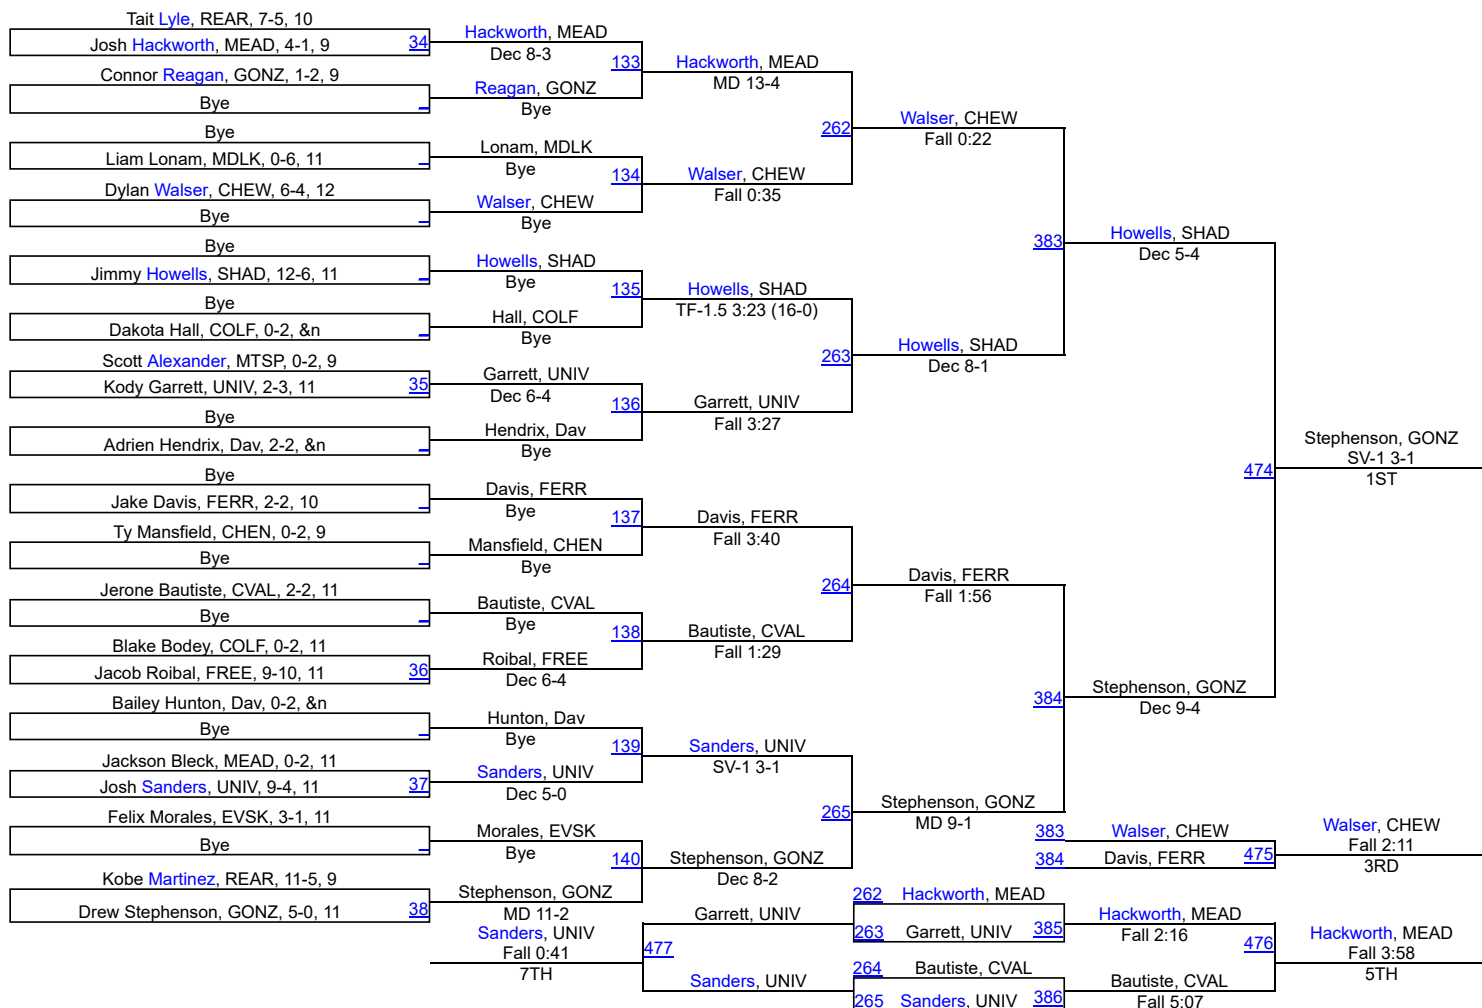 Tait Lyle, REAR, 7-5, 10
Josh Hackworth, MEAD, 4-1, 9
34
Connor Reagan, GONZ, 1-2, 9
Bye
Bye
Liam Lonam, MDLK, 0-6, 11
Dylan Walser, CHEW, 6-4, 12
Bye
Bye
Jimmy Howells, SHAD, 12-6, 11
Bye
Dakota Hall, COLF, 0-2, &n
Scott Alexander, MTSP, 0-2, 9
Kody Garrett, UNIV, 2-3, 11
35
Bye
Adrien Hendrix, Dav, 2-2, &n
Bye
Jake Davis, FERR, 2-2, 10
Ty Mansfield, CHEN, 0-2, 9
Bye
Jerone Bautiste, CVAL, 2-2, 11
Bye
Blake Bodey, COLF, 0-2, 11
Jacob Roibal, FREE, 9-10, 11
36
Bailey Hunton, Dav, 0-2, &n
Bye
Jackson Bleck, MEAD, 0-2, 11
Josh Sanders, UNIV, 9-4, 11
37
Felix Morales, EVSK, 3-1, 11
Bye
Kobe Martinez, REAR, 11-5, 9
Drew Stephenson, GONZ, 5-0, 11
38
Hackworth, MEAD
Dec 8-3
133
Reagan, GONZ
Bye
Lonam, MDLK
Bye
134
Walser, CHEW
Bye
Howells, SHAD
Bye
135
Hall, COLF
Bye
Garrett, UNIV
Dec 6-4
136
Hendrix, Dav
Bye
Davis, FERR
Bye
137
Mansfield, CHEN
Bye
Bautiste, CVAL
Bye
138
Roibal, FREE
Dec 6-4
Hunton, Dav
Bye
139
Sanders, UNIV
Dec 5-0
Morales, EVSK
Bye
140
Stephenson, GONZ
MD 11-2
Hackworth, MEAD
MD 13-4
262
Walser, CHEW
Fall 0:35
Howells, SHAD
TF-1.5 3:23 (16-0)
263
Garrett, UNIV
Fall 3:27
Davis, FERR
Fall 3:40
264
Bautiste, CVAL
Fall 1:29
Sanders, UNIV
SV-1 3-1
265
Stephenson, GONZ
Dec 8-2
Walser, CHEW
Fall 0:22
383
Howells, SHAD
Dec 8-1
Davis, FERR
Fall 1:56
384
Stephenson, GONZ
MD 9-1
Howells, SHAD
Dec 5-4
474
Stephenson, GONZ
Dec 9-4
Stephenson, GONZ
SV-1 3-1
1ST
383
Walser, CHEW
384
Davis, FERR
475
Walser, CHEW
Fall 2:11
3RD
262
Hackworth, MEAD
263
Garrett, UNIV
385
Hackworth, MEAD
Fall 2:16
264
Bautiste, CVAL
265
Sanders, UNIV
386
Bautiste, CVAL
Fall 5:07
476
Hackworth, MEAD
Fall 3:58
5TH
Garrett, UNIV
477
Sanders, UNIV
Sanders, UNIV
Fall 0:41
7TH